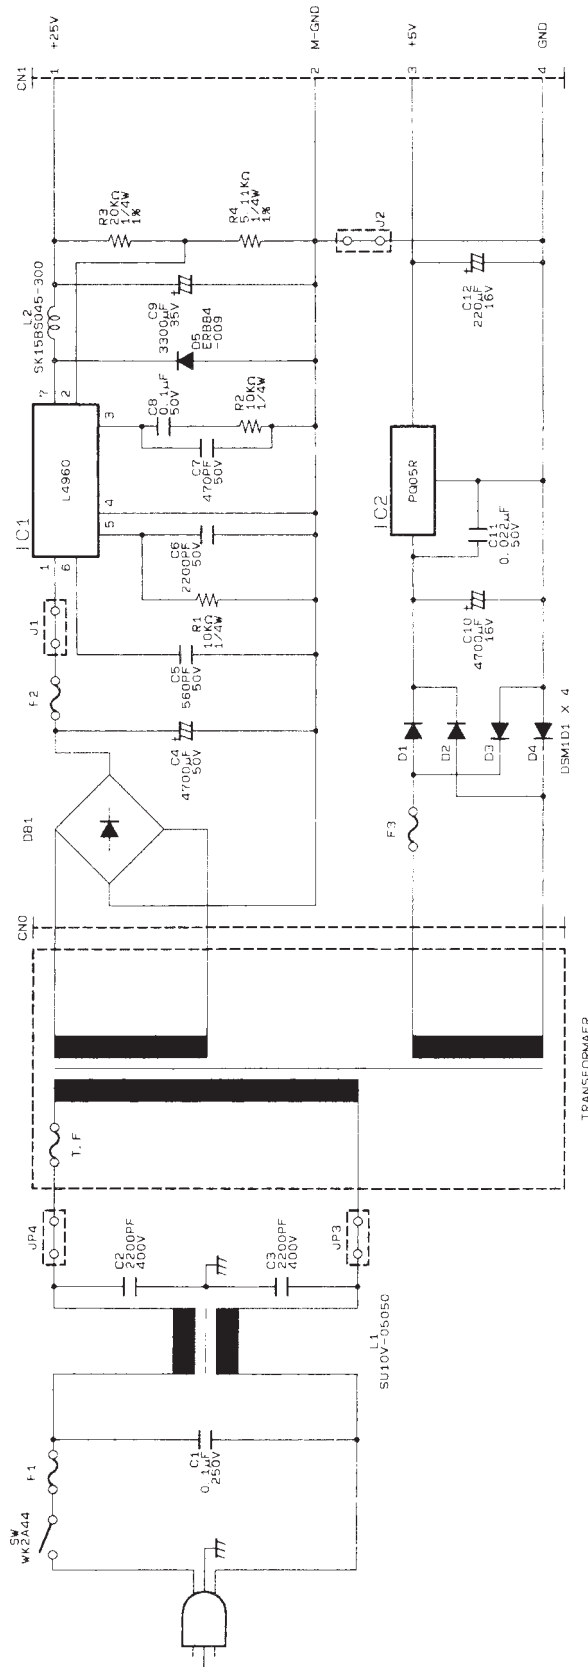 SW
WK2A44
F1
C1
0.1µF
250V
L1
SU10V-05050
C2
2200PF
400V
C3
2200PF
400V
JP4
JP3
T.F
TRANSFORMAER
CN0
DB1
F2
J1
C4
4700µF
50V
C5
560PF
50V
R1
10KΩ
1/4W
C6
2200PF
50V
IC1
L4960
1
6
5
4
3
7
2
C7
470PF
50V
C8
0.1µF
50V
R2
10KΩ
1/4W
L2
SK15BS045-300
D5
ERB84
-009
C9
3300µF
35V
R3
20KΩ
1/4W
1%
R4
5.11KΩ
1/4W
1%
J2
F3
D1
D2
D3
D4
DSM1D1 X 4
C10
4700µF
16V
C11
0.022µF
50V
IC2
PQ05R
C12
220µF
16V
CN1
1
+25V
2
M-GND
3
+5V
4
GND